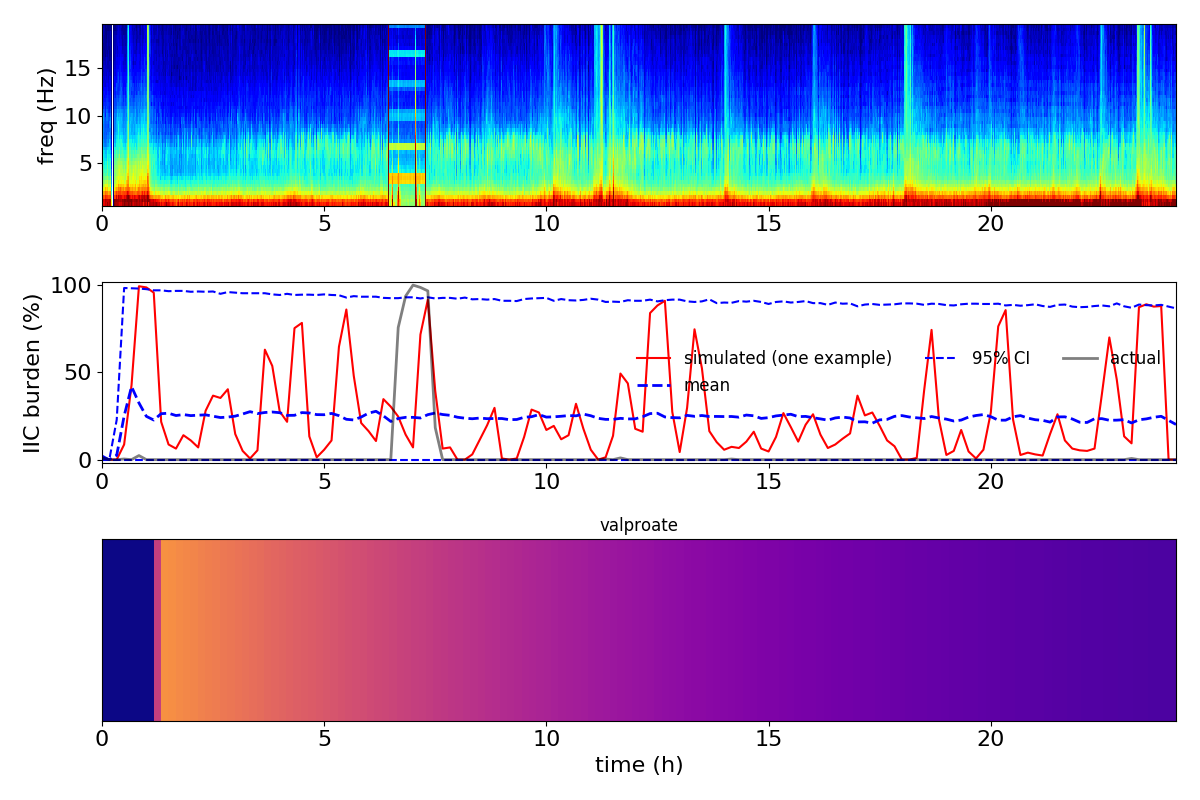 freq (Hz)
15
10
5
0 5 10 15 20
IIC burden (%)
100
50
0
simulated (one example) 95% CI actual
mean
0 5 10 15 20
valproate
0 5 10 15 20
time (h)